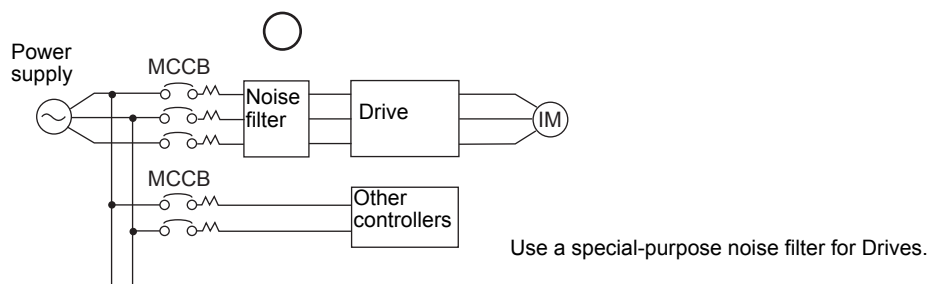 Power
supply
MCCB
Noise
filter
Drive
IM
MCCB
Other
controllers
Use a special-purpose noise filter for Drives.